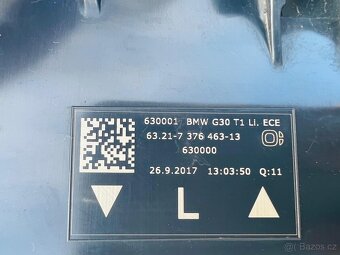 630001 BMW G30 T1 LI. ECE
63.21-7 376 463-13
630000
26.9.2017 13:03:50 Q:11
L
bazos.cz